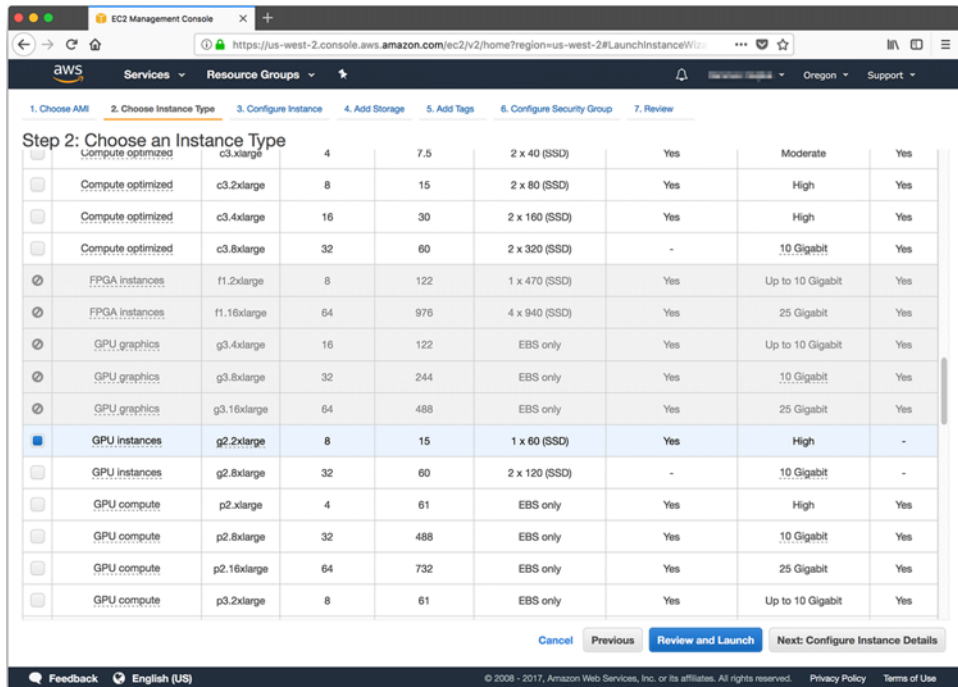 EC2 Management Console
https://us-west-2.console.aws.amazon.com/ec2/v2/home?region=us-west-2#LaunchInstanceWiz
aws Services Resource Groups Oregon Support
1. Choose AMI 2. Choose Instance Type 3. Configure Instance 4. Add Storage 5. Add Tags 6. Configure Security Group 7. Review
Step 2: Choose an Instance Type
Compute optimized c3.xlarge 4 7.5 2 x 40 (SSD) Yes Moderate Yes
Compute optimized c3.2xlarge 8 15 2 x 80 (SSD) Yes High Yes
Compute optimized c3.4xlarge 16 30 2 x 160 (SSD) Yes High Yes
Compute optimized c3.8xlarge 32 60 2 x 320 (SSD) - 10 Gigabit Yes
FPGA instances f1.2xlarge 8 122 1 x 470 (SSD) Yes Up to 10 Gigabit Yes
FPGA instances f1.16xlarge 64 976 4 x 940 (SSD) Yes 25 Gigabit Yes
GPU graphics g3.4xlarge 16 122 EBS only Yes Up to 10 Gigabit Yes
GPU graphics g3.8xlarge 32 244 EBS only Yes 10 Gigabit Yes
GPU graphics g3.16xlarge 64 488 EBS only Yes 25 Gigabit Yes
GPU instances g2.2xlarge 8 15 1 x 60 (SSD) Yes High -
GPU instances g2.8xlarge 32 60 2 x 120 (SSD) - 10 Gigabit -
GPU compute p2.xlarge 4 61 EBS only Yes High Yes
GPU compute p2.8xlarge 32 488 EBS only Yes 10 Gigabit Yes
GPU compute p2.16xlarge 64 732 EBS only Yes 25 Gigabit Yes
GPU compute p3.2xlarge 8 61 EBS only Yes Up to 10 Gigabit Yes
Cancel Previous Review and Launch Next: Configure Instance Details
Feedback English (US) © 2008 - 2017, Amazon Web Services, Inc. or its affiliates. All rights reserved. Privacy Policy Terms of Use